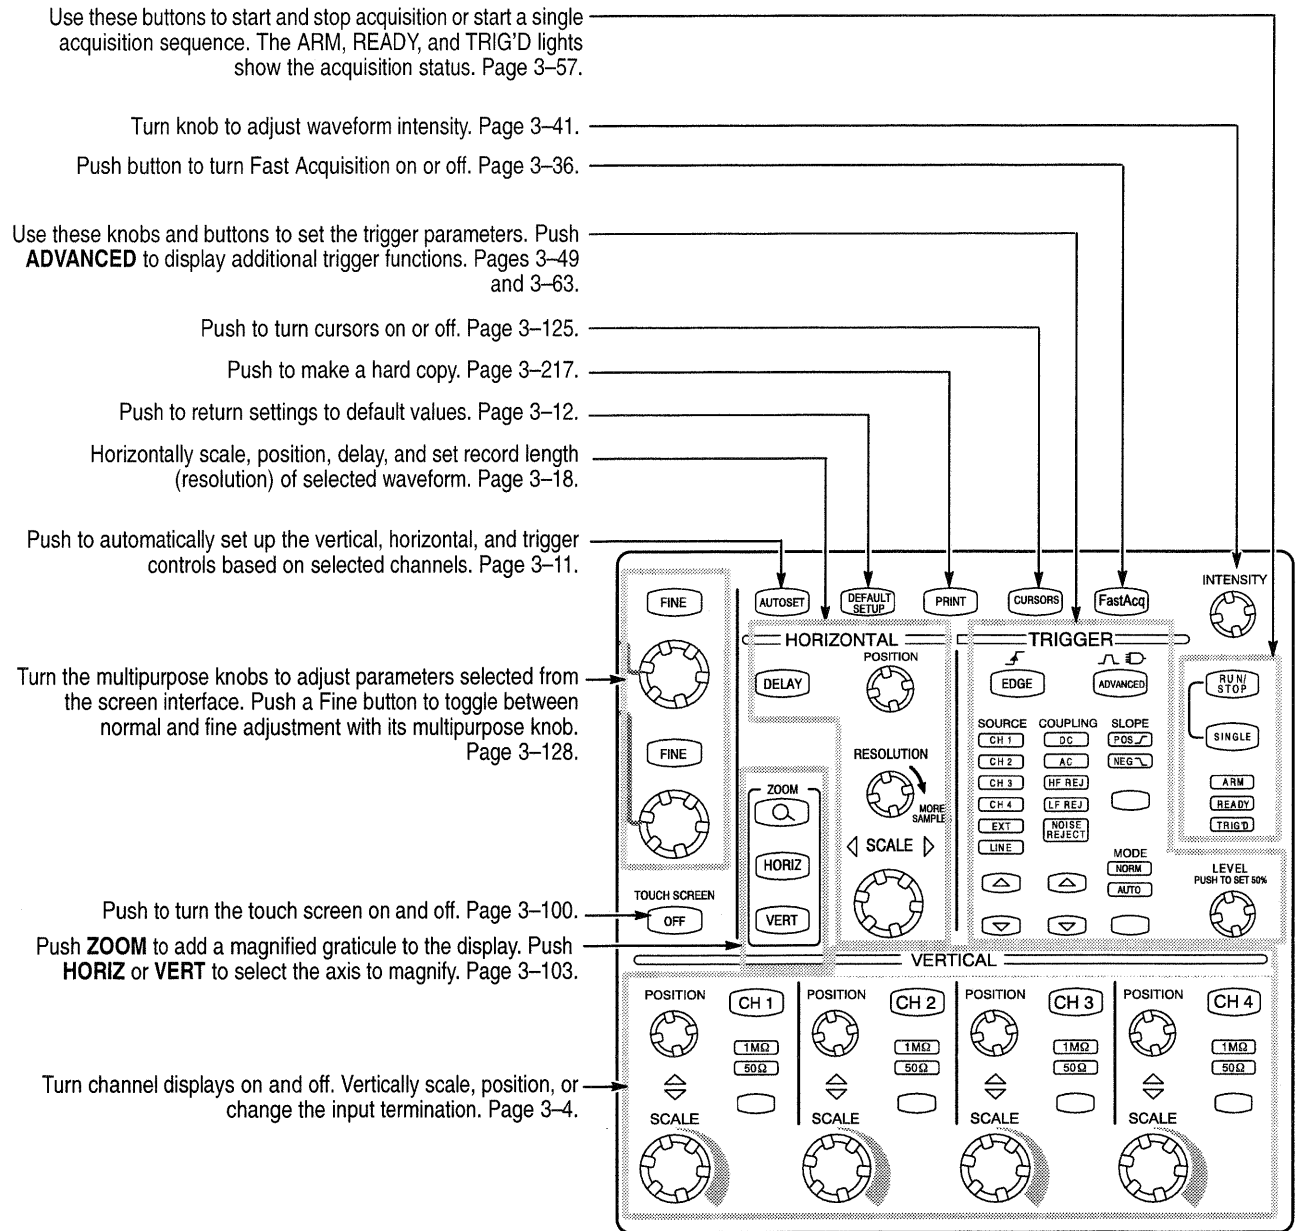 Use these buttons to start and stop acquisition or start a single
acquisition sequence. The ARM, READY, and TRIG'D lights
show the acquisition status. Page 3–57.
Turn knob to adjust waveform intensity. Page 3–41.
Push button to turn Fast Acquisition on or off. Page 3–36.
Use these knobs and buttons to set the trigger parameters. Push
ADVANCED to display additional trigger functions. Pages 3–49
and 3–63.
Push to turn cursors on or off. Page 3–125.
Push to make a hard copy. Page 3–217.
Push to return settings to default values. Page 3–12.
Horizontally scale, position, delay, and set record length
(resolution) of selected waveform. Page 3–18.
Push to automatically set up the vertical, horizontal, and trigger
controls based on selected channels. Page 3–11.
Turn the multipurpose knobs to adjust parameters selected from
the screen interface. Push a Fine button to toggle between
normal and fine adjustment with its multipurpose knob.
Page 3–128.
Push to turn the touch screen on and off. Page 3–100.
Push ZOOM to add a magnified graticule to the display. Push
HORIZ or VERT to select the axis to magnify. Page 3–103.
Turn channel displays on and off. Vertically scale, position, or
change the input termination. Page 3–4.
FINE
FINE
TOUCH SCREEN
OFF
AUTOSET
DEFAULT
SETUP
PRINT
CURSORS
FastAcq
INTENSITY
HORIZONTAL
POSITION
DELAY
RESOLUTION
MORE
SAMPLE
SCALE
ZOOM
HORIZ
VERT
TRIGGER
EDGE
ADVANCED
SOURCE
CH 1
CH 2
CH 3
CH 4
EXT
LINE
COUPLING
DC
AC
HF REJ
LF REJ
NOISE
REJECT
SLOPE
POS
NEG
MODE
NORM
AUTO
RUN/
STOP
SINGLE
ARM
READY
TRIG'D
LEVEL
PUSH TO SET 50%
VERTICAL
POSITION
CH 1
1MΩ
50Ω
SCALE
POSITION
CH 2
1MΩ
50Ω
SCALE
POSITION
CH 3
1MΩ
50Ω
SCALE
POSITION
CH 4
1MΩ
50Ω
SCALE